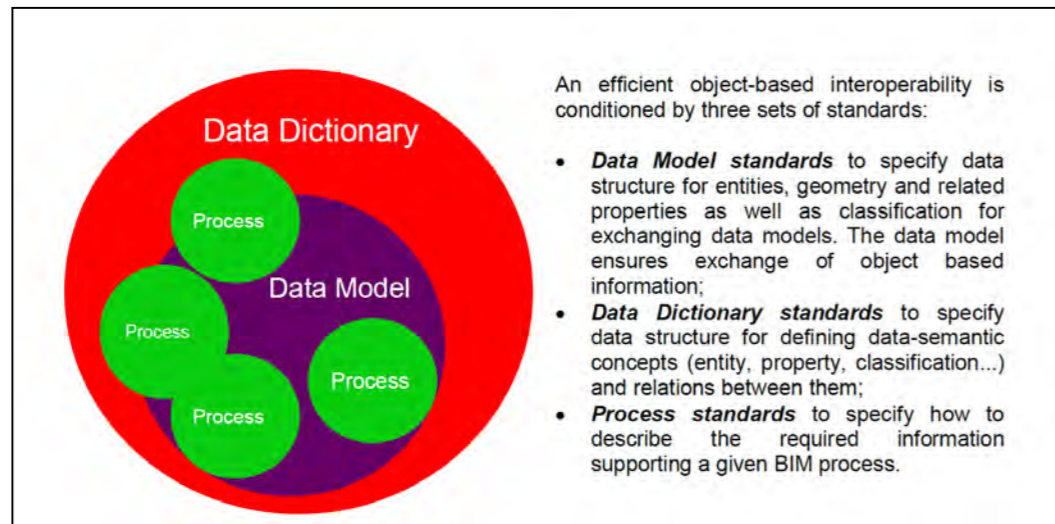 Data Dictionary
Process
Data Model
Process
Process
Process
An efficient object-based interoperability is
conditioned by three sets of standards:
• Data Model standards to specify data
structure for entities, geometry and related
properties as well as classification for
exchanging data models. The data model
ensures exchange of object based
information;
• Data Dictionary standards to specify
data structure for defining data-semantic
concepts (entity, property, classification...)
and relations between them;
• Process standards to specify how to
describe the required information
supporting a given BIM process.